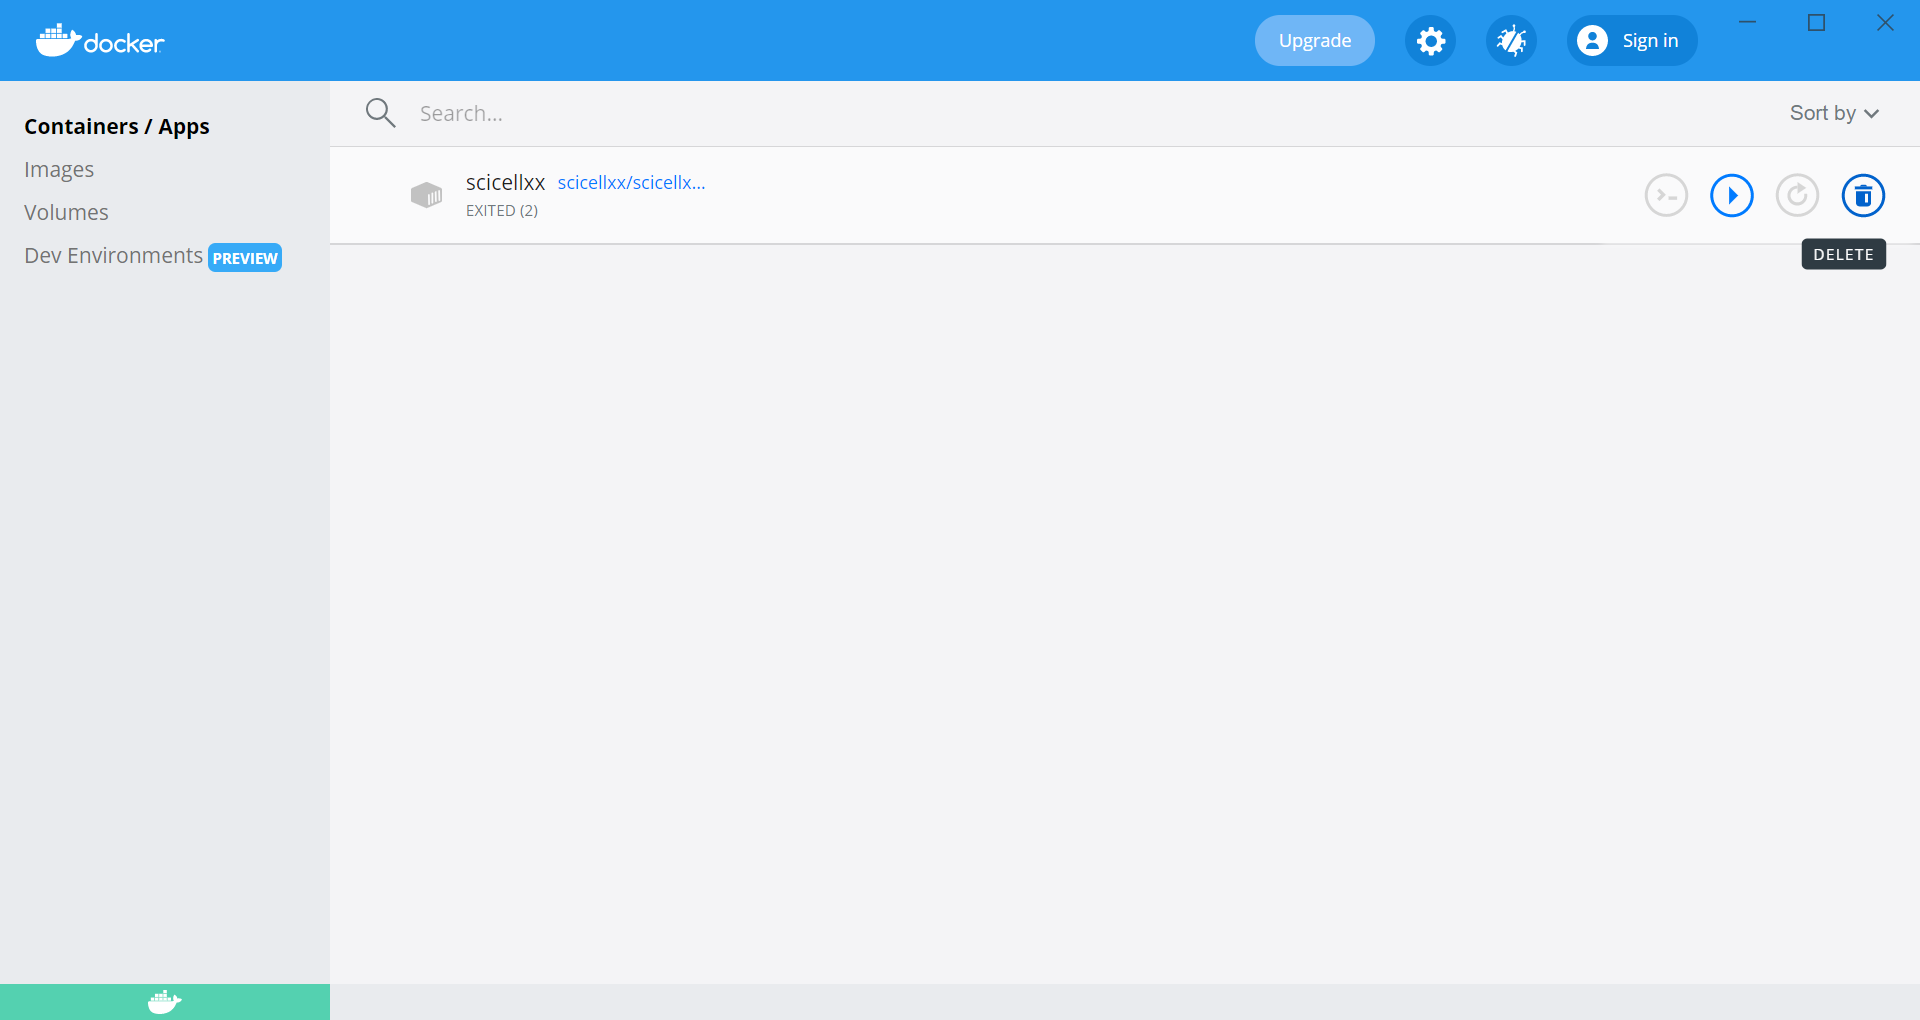 docker
Upgrade
Sign in
Containers / Apps
Images
Volumes
Dev Environments PREVIEW
Search...
Sort by
scicellxx scicellxx/scicellx...
EXITED (2)
DELETE